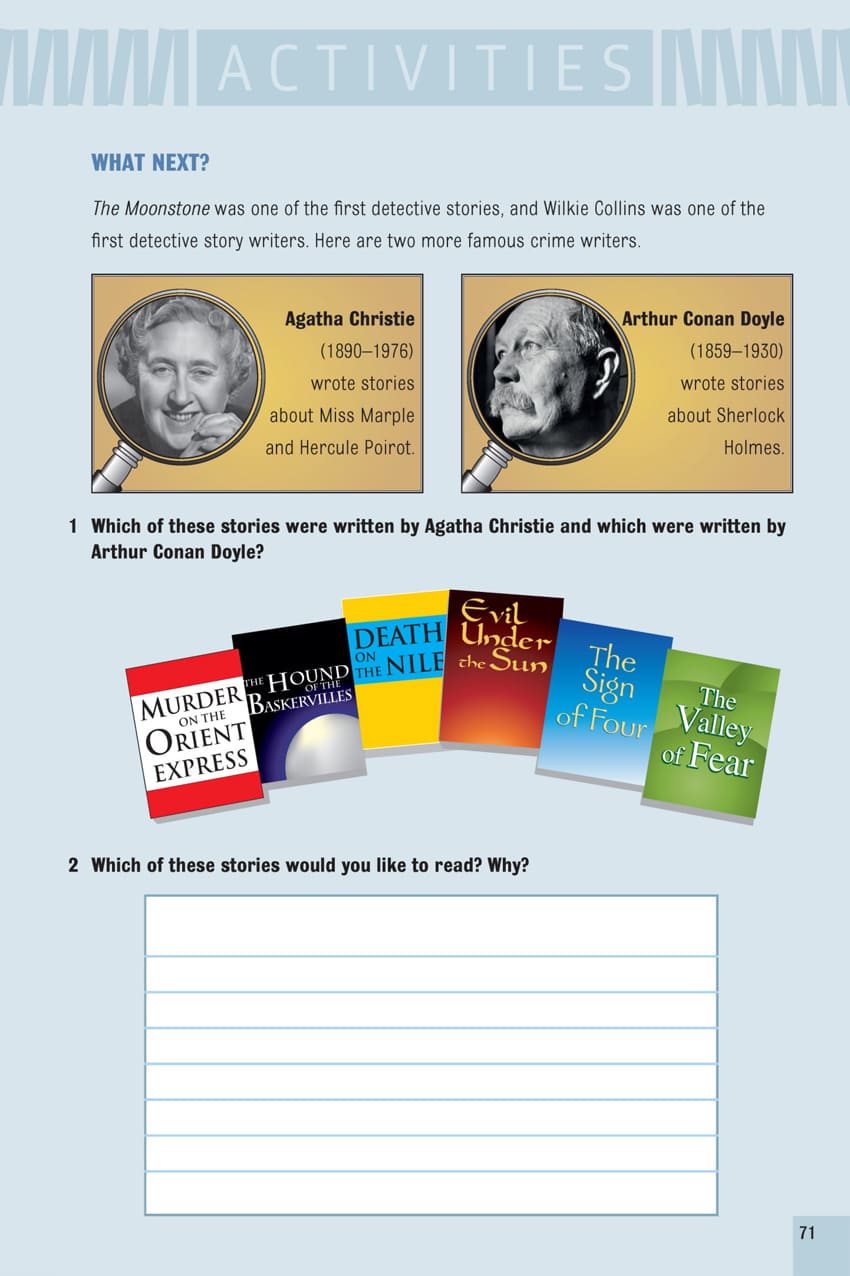 ACTIVITIES
WHAT NEXT?
The Moonstone was one of the first detective stories, and Wilkie Collins was one of the
first detective story writers. Here are two more famous crime writers.
Agatha Christie
(1890–1976)
wrote stories
about Miss Marple
and Hercule Poirot.
Arthur Conan Doyle
(1859–1930)
wrote stories
about Sherlock
Holmes.
1 Which of these stories were written by Agatha Christie and which were written by
Arthur Conan Doyle?
MURDER
ON THE
ORIENT
EXPRESS
THE HOUND
OF THE
BASKERVILLES
DEATH
ON
THE NILE
Evil
Under
the Sun
The
Sign
of Four
The
Valley
of Fear
2 Which of these stories would you like to read? Why?
71